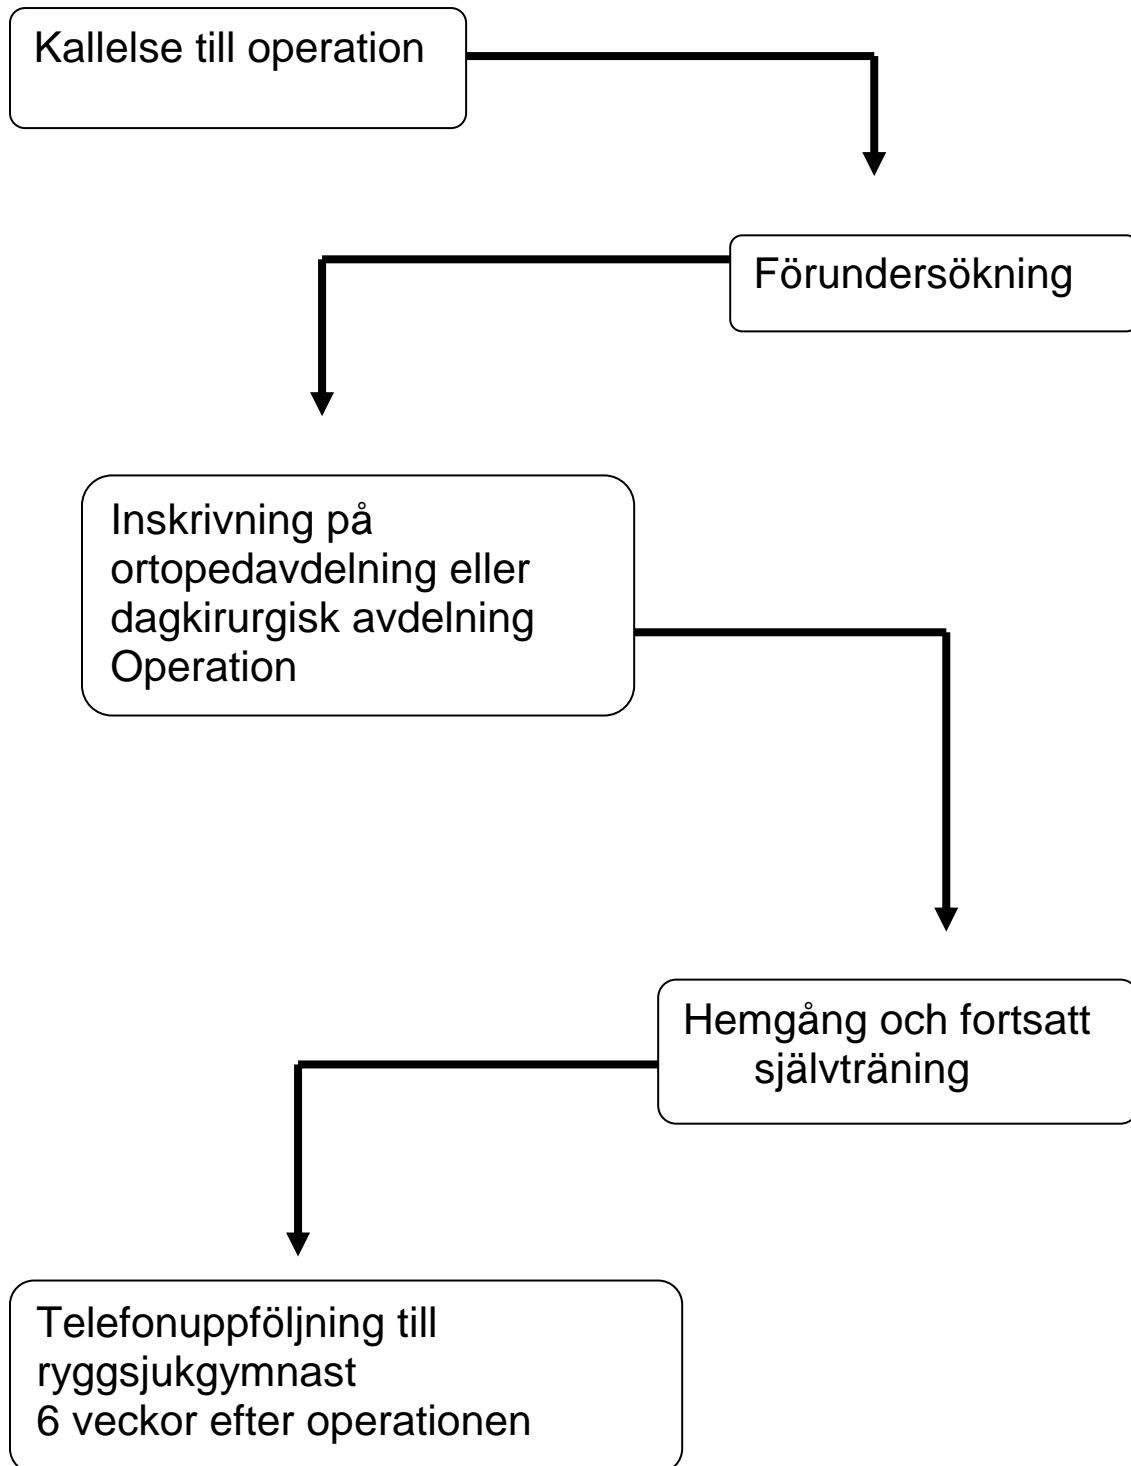 Kallelse till operation
Förundersökning
Inskrivning på
ortopedavdelning eller
dagkirurgisk avdelning
Operation
Hemgång och fortsatt
självträning
Telefonuppföljning till
ryggsjukgymnast
6 veckor efter operationen